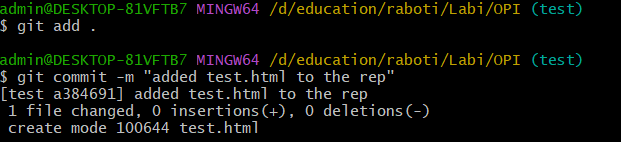 admin@DESKTOP-81VFTB7 MINGW64 /d/education/raboti/Labi/OPI (test)
$ git add .
admin@DESKTOP-81VFTB7 MINGW64 /d/education/raboti/Labi/OPI (test)
$ git commit -m "added test.html to the rep"
[test a384691] added test.html to the rep
 1 file changed, 0 insertions(+), 0 deletions(-)
 create mode 100644 test.html